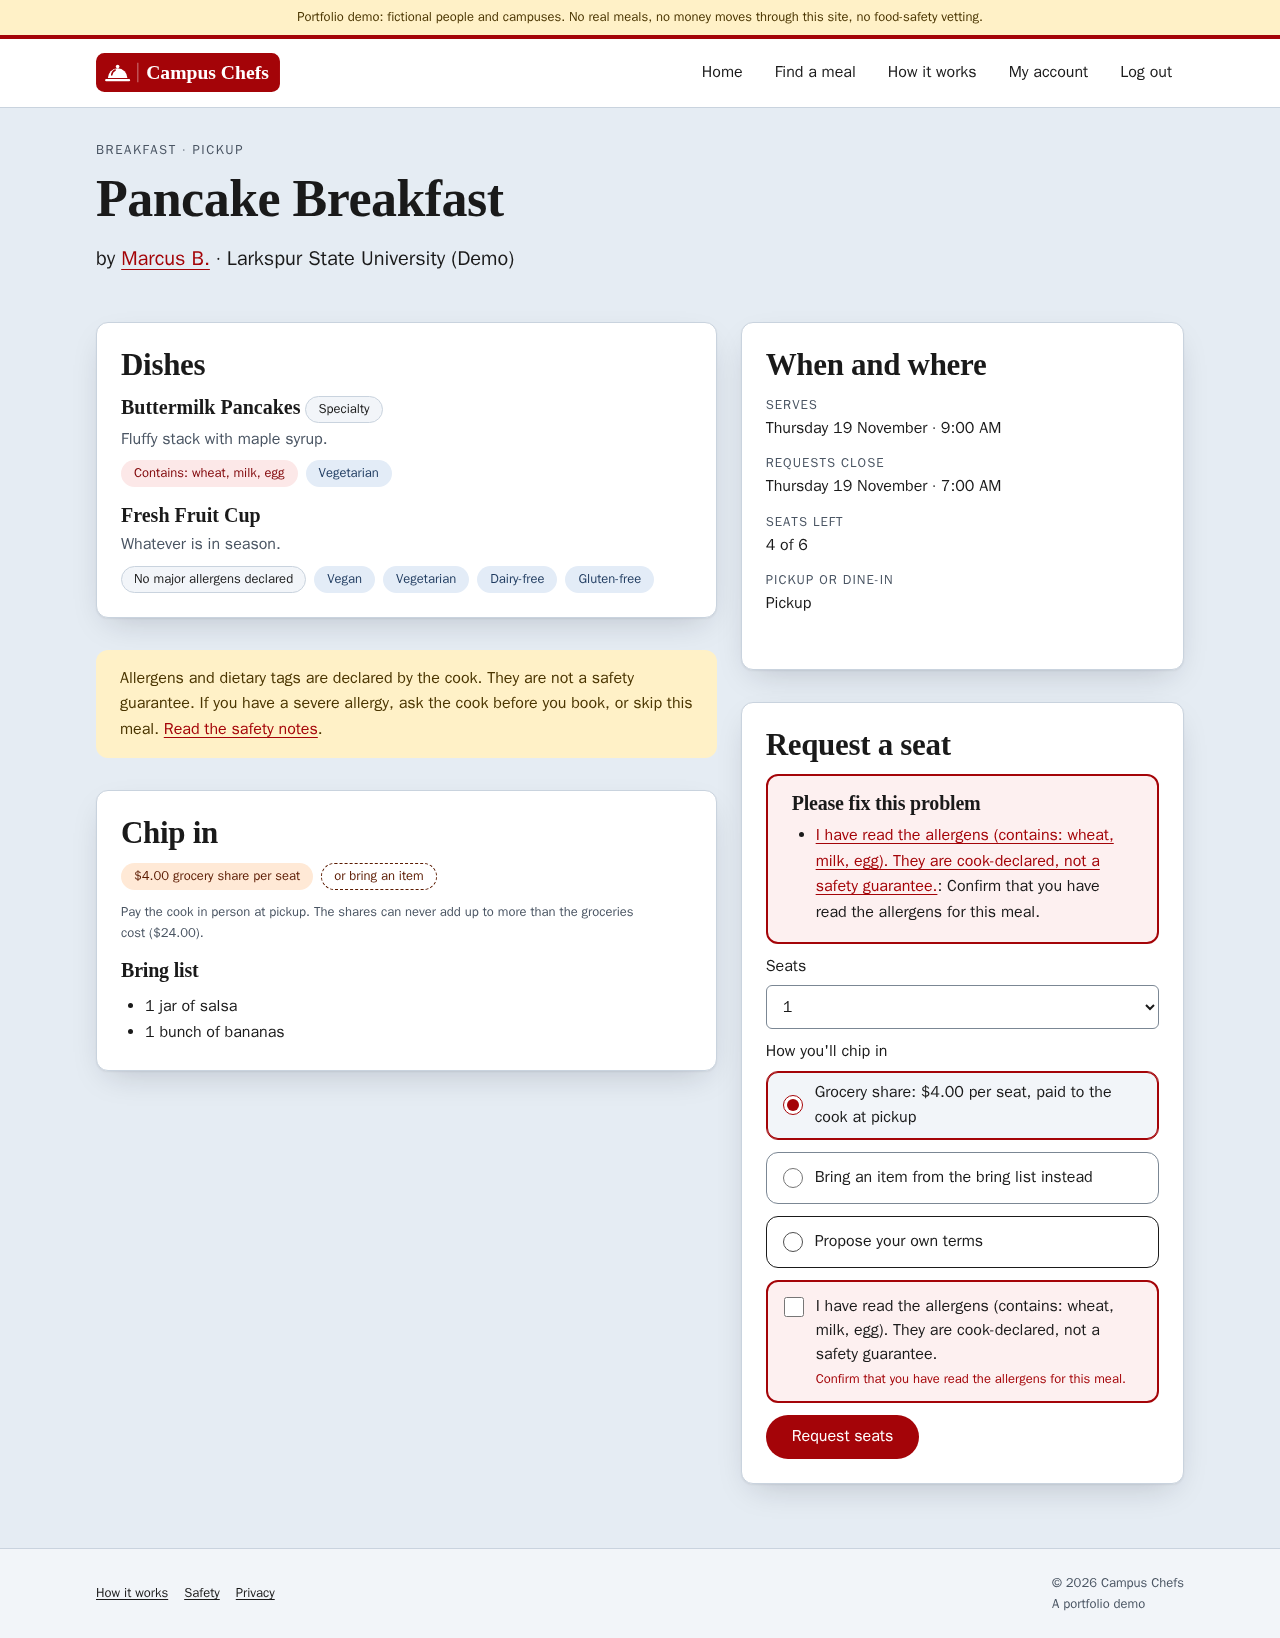 Portfolio demo: fictional people and campuses. No real meals, no money moves through this site, no food-safety vetting.
Campus Chefs
Home
Find a meal
How it works
My account
Log out
BREAKFAST · PICKUP
Pancake Breakfast
by Marcus B. · Larkspur State University (Demo)
Dishes
Buttermilk Pancakes Specialty
Fluffy stack with maple syrup.
Contains: wheat, milk, egg
Vegetarian
Fresh Fruit Cup
Whatever is in season.
No major allergens declared
Vegan
Vegetarian
Dairy-free
Gluten-free
Allergens and dietary tags are declared by the cook. They are not a safety
guarantee. If you have a severe allergy, ask the cook before you book, or skip this
meal. Read the safety notes.
Chip in
$4.00 grocery share per seat
or bring an item
Pay the cook in person at pickup. The shares can never add up to more than the groceries
cost ($24.00).
Bring list
• 1 jar of salsa
• 1 bunch of bananas
When and where
SERVES
Thursday 19 November · 9:00 AM
REQUESTS CLOSE
Thursday 19 November · 7:00 AM
SEATS LEFT
4 of 6
PICKUP OR DINE-IN
Pickup
Request a seat
Please fix this problem
• I have read the allergens (contains: wheat,
milk, egg). They are cook-declared, not a
safety guarantee.: Confirm that you have
read the allergens for this meal.
Seats
1
How you'll chip in
Grocery share: $4.00 per seat, paid to the
cook at pickup
Bring an item from the bring list instead
Propose your own terms
I have read the allergens (contains: wheat,
milk, egg). They are cook-declared, not a
safety guarantee.
Confirm that you have read the allergens for this meal.
Request seats
How it works
Safety
Privacy
© 2026 Campus Chefs
A portfolio demo